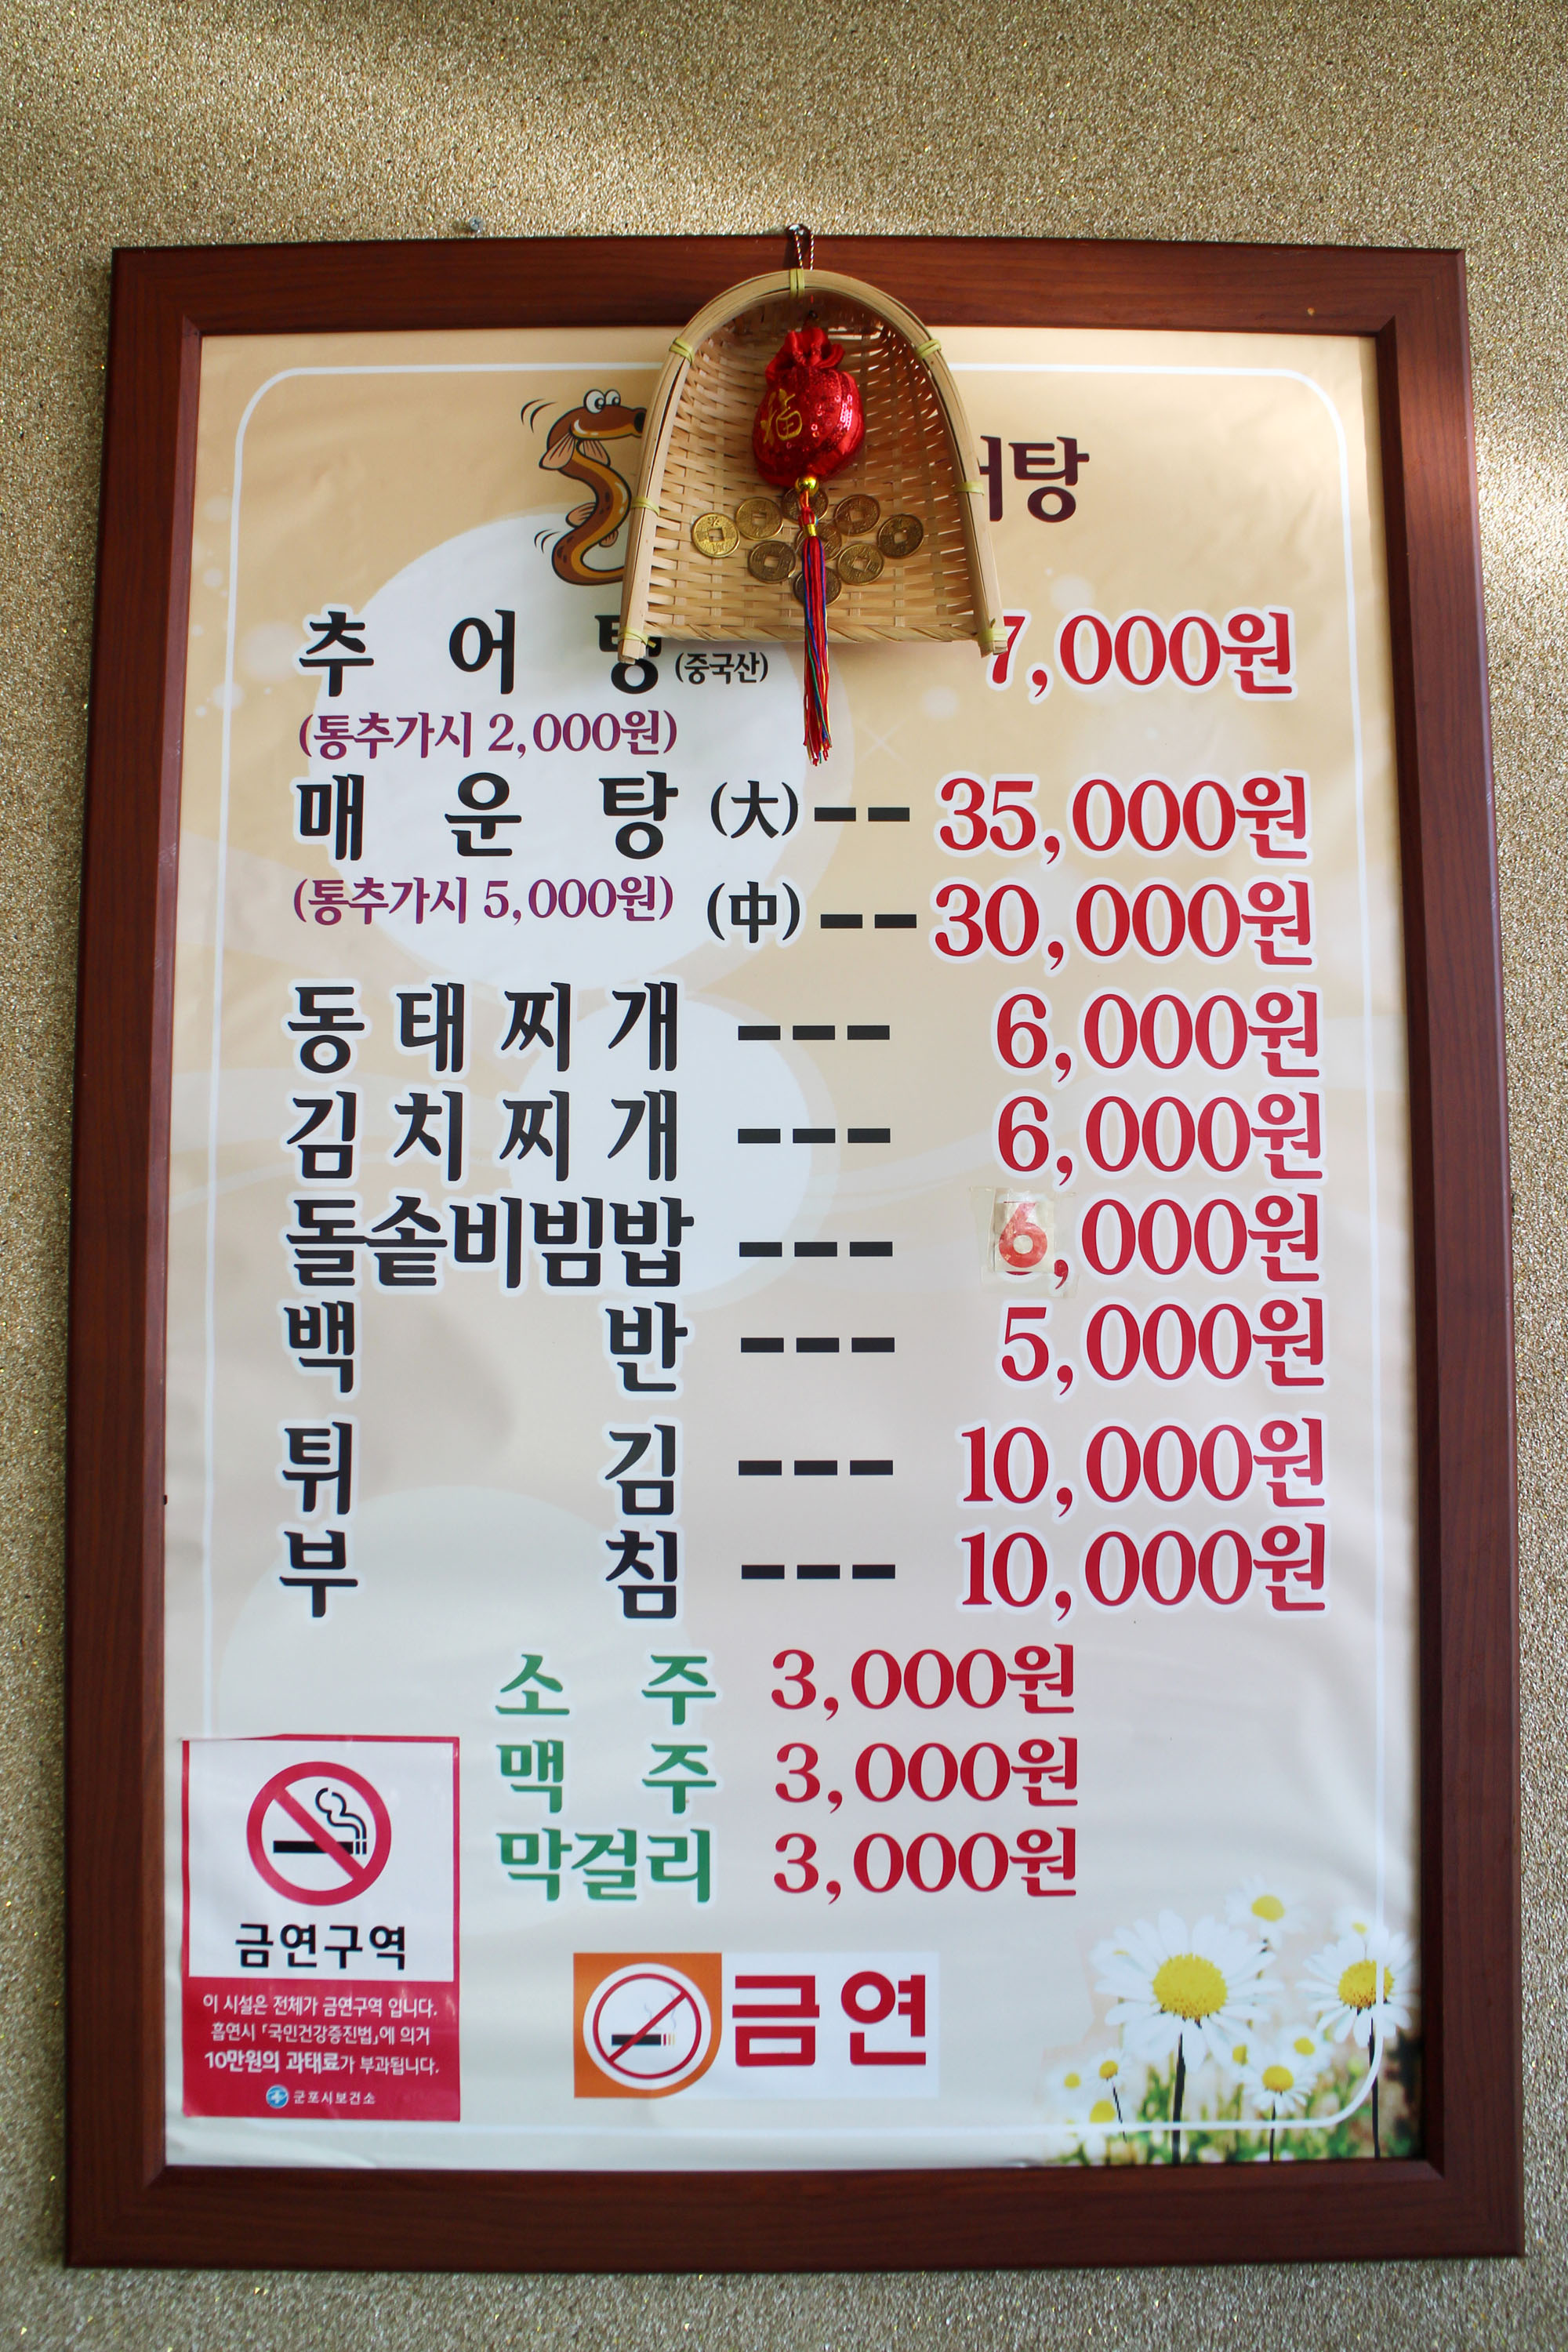 福
어탕
추 어 탕 (중국산) 7,000원
(통추가시 2,000원)
매 운 탕 (大) -- 35,000원
(통추가시 5,000원) (中) -- 30,000원
동 태 찌 개 --- 6,000원
김 치 찌 개 --- 6,000원
돌솥비빔밥 --- 6,000원
백 반 --- 5,000원
튀 김 --- 10,000원
부 침 --- 10,000원
소 주 3,000원
맥 주 3,000원
막걸리 3,000원
금연구역
이 시설은 전체가 금연구역 입니다.
흡연시 「국민건강증진법」에 의거
10만원의 과태료가 부과됩니다.
군포시보건소
금연